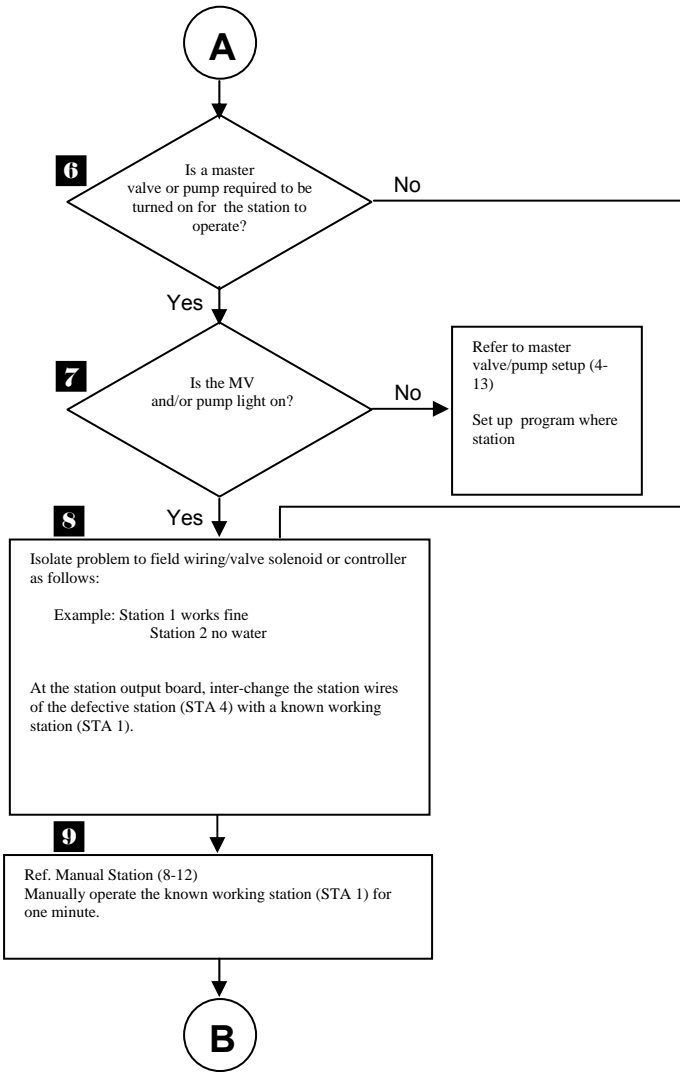 A
6
Is a master
valve or pump required to be
turned on for the station to
operate?
No
Yes
7
Is the MV
and/or pump light on?
No
Refer to master
valve/pump setup (4-
13)
Set up program where
station
Yes
8
Isolate problem to field wiring/valve solenoid or controller
as follows:
Example: Station 1 works fine
Station 2 no water
At the station output board, inter-change the station wires
of the defective station (STA 4) with a known working
station (STA 1).
9
Ref. Manual Station (8-12)
Manually operate the known working station (STA 1) for
one minute.
B